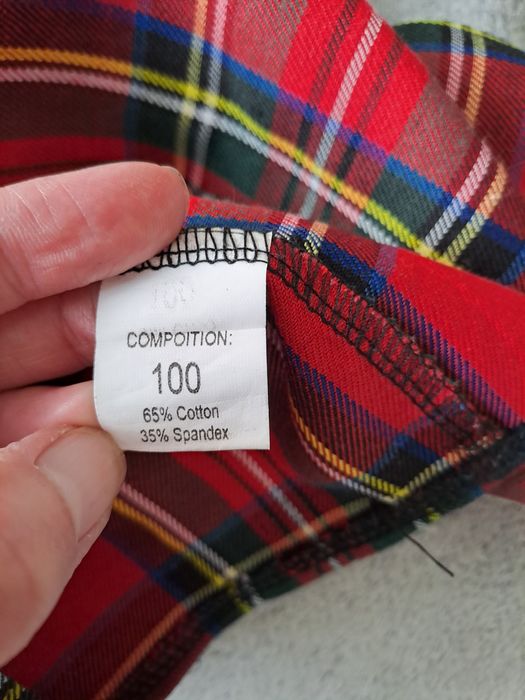 COMPOITION:
100
65% Cotton
35% Spandex